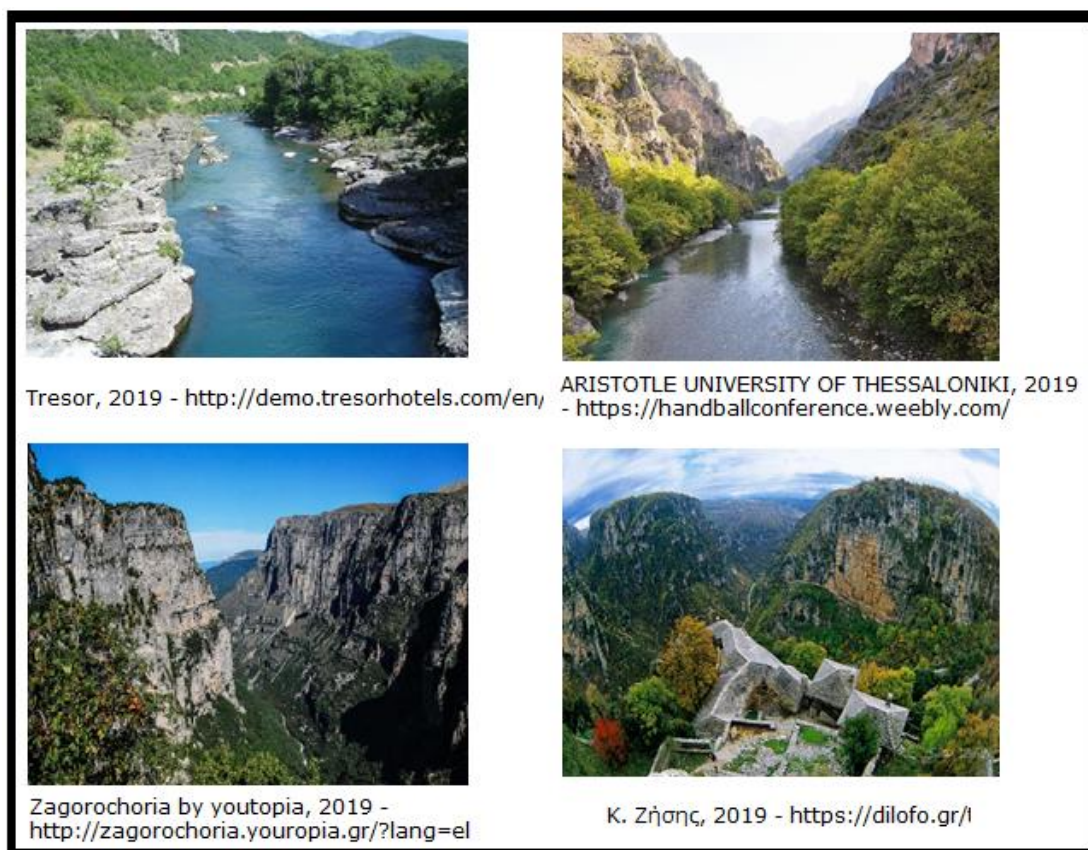 Tresor, 2019 - http://demo.tresorhotels.com/en/
ARISTOTLE UNIVERSITY OF THESSALONIKI, 2019
- https://handballconference.weebly.com/
Zagorochoria by youtopia, 2019 -
http://zagorochoria.youropia.gr/?lang=el
Κ. Ζήσης, 2019 - https://dilofo.gr/